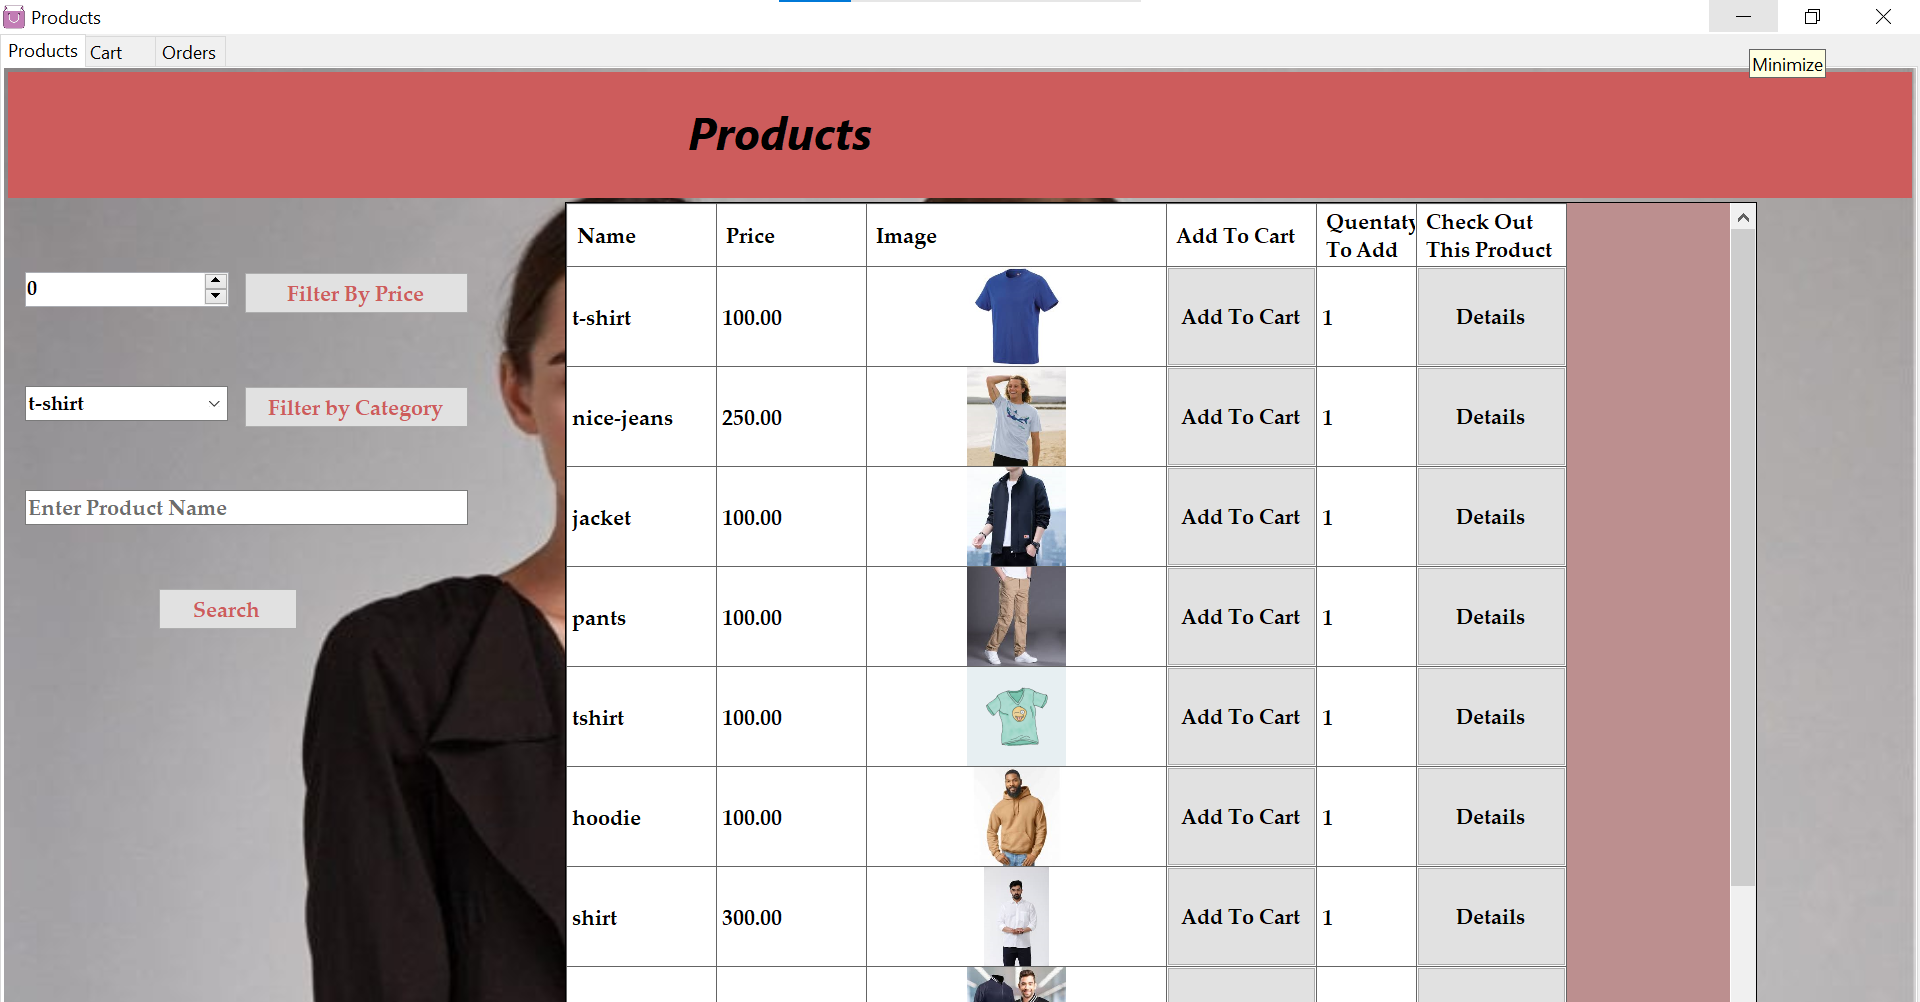 Products
Products Cart Orders
Minimize
Products
Name Price Image Add To Cart Quentaty To Add Check Out This Product
0 Filter By Price
t-shirt 100.00 Add To Cart 1 Details
t-shirt Filter by Category
nice-jeans 250.00 Add To Cart 1 Details
Enter Product Name
jacket 100.00 Add To Cart 1 Details
Search
pants 100.00 Add To Cart 1 Details
tshirt 100.00 Add To Cart 1 Details
hoodie 100.00 Add To Cart 1 Details
shirt 300.00 Add To Cart 1 Details